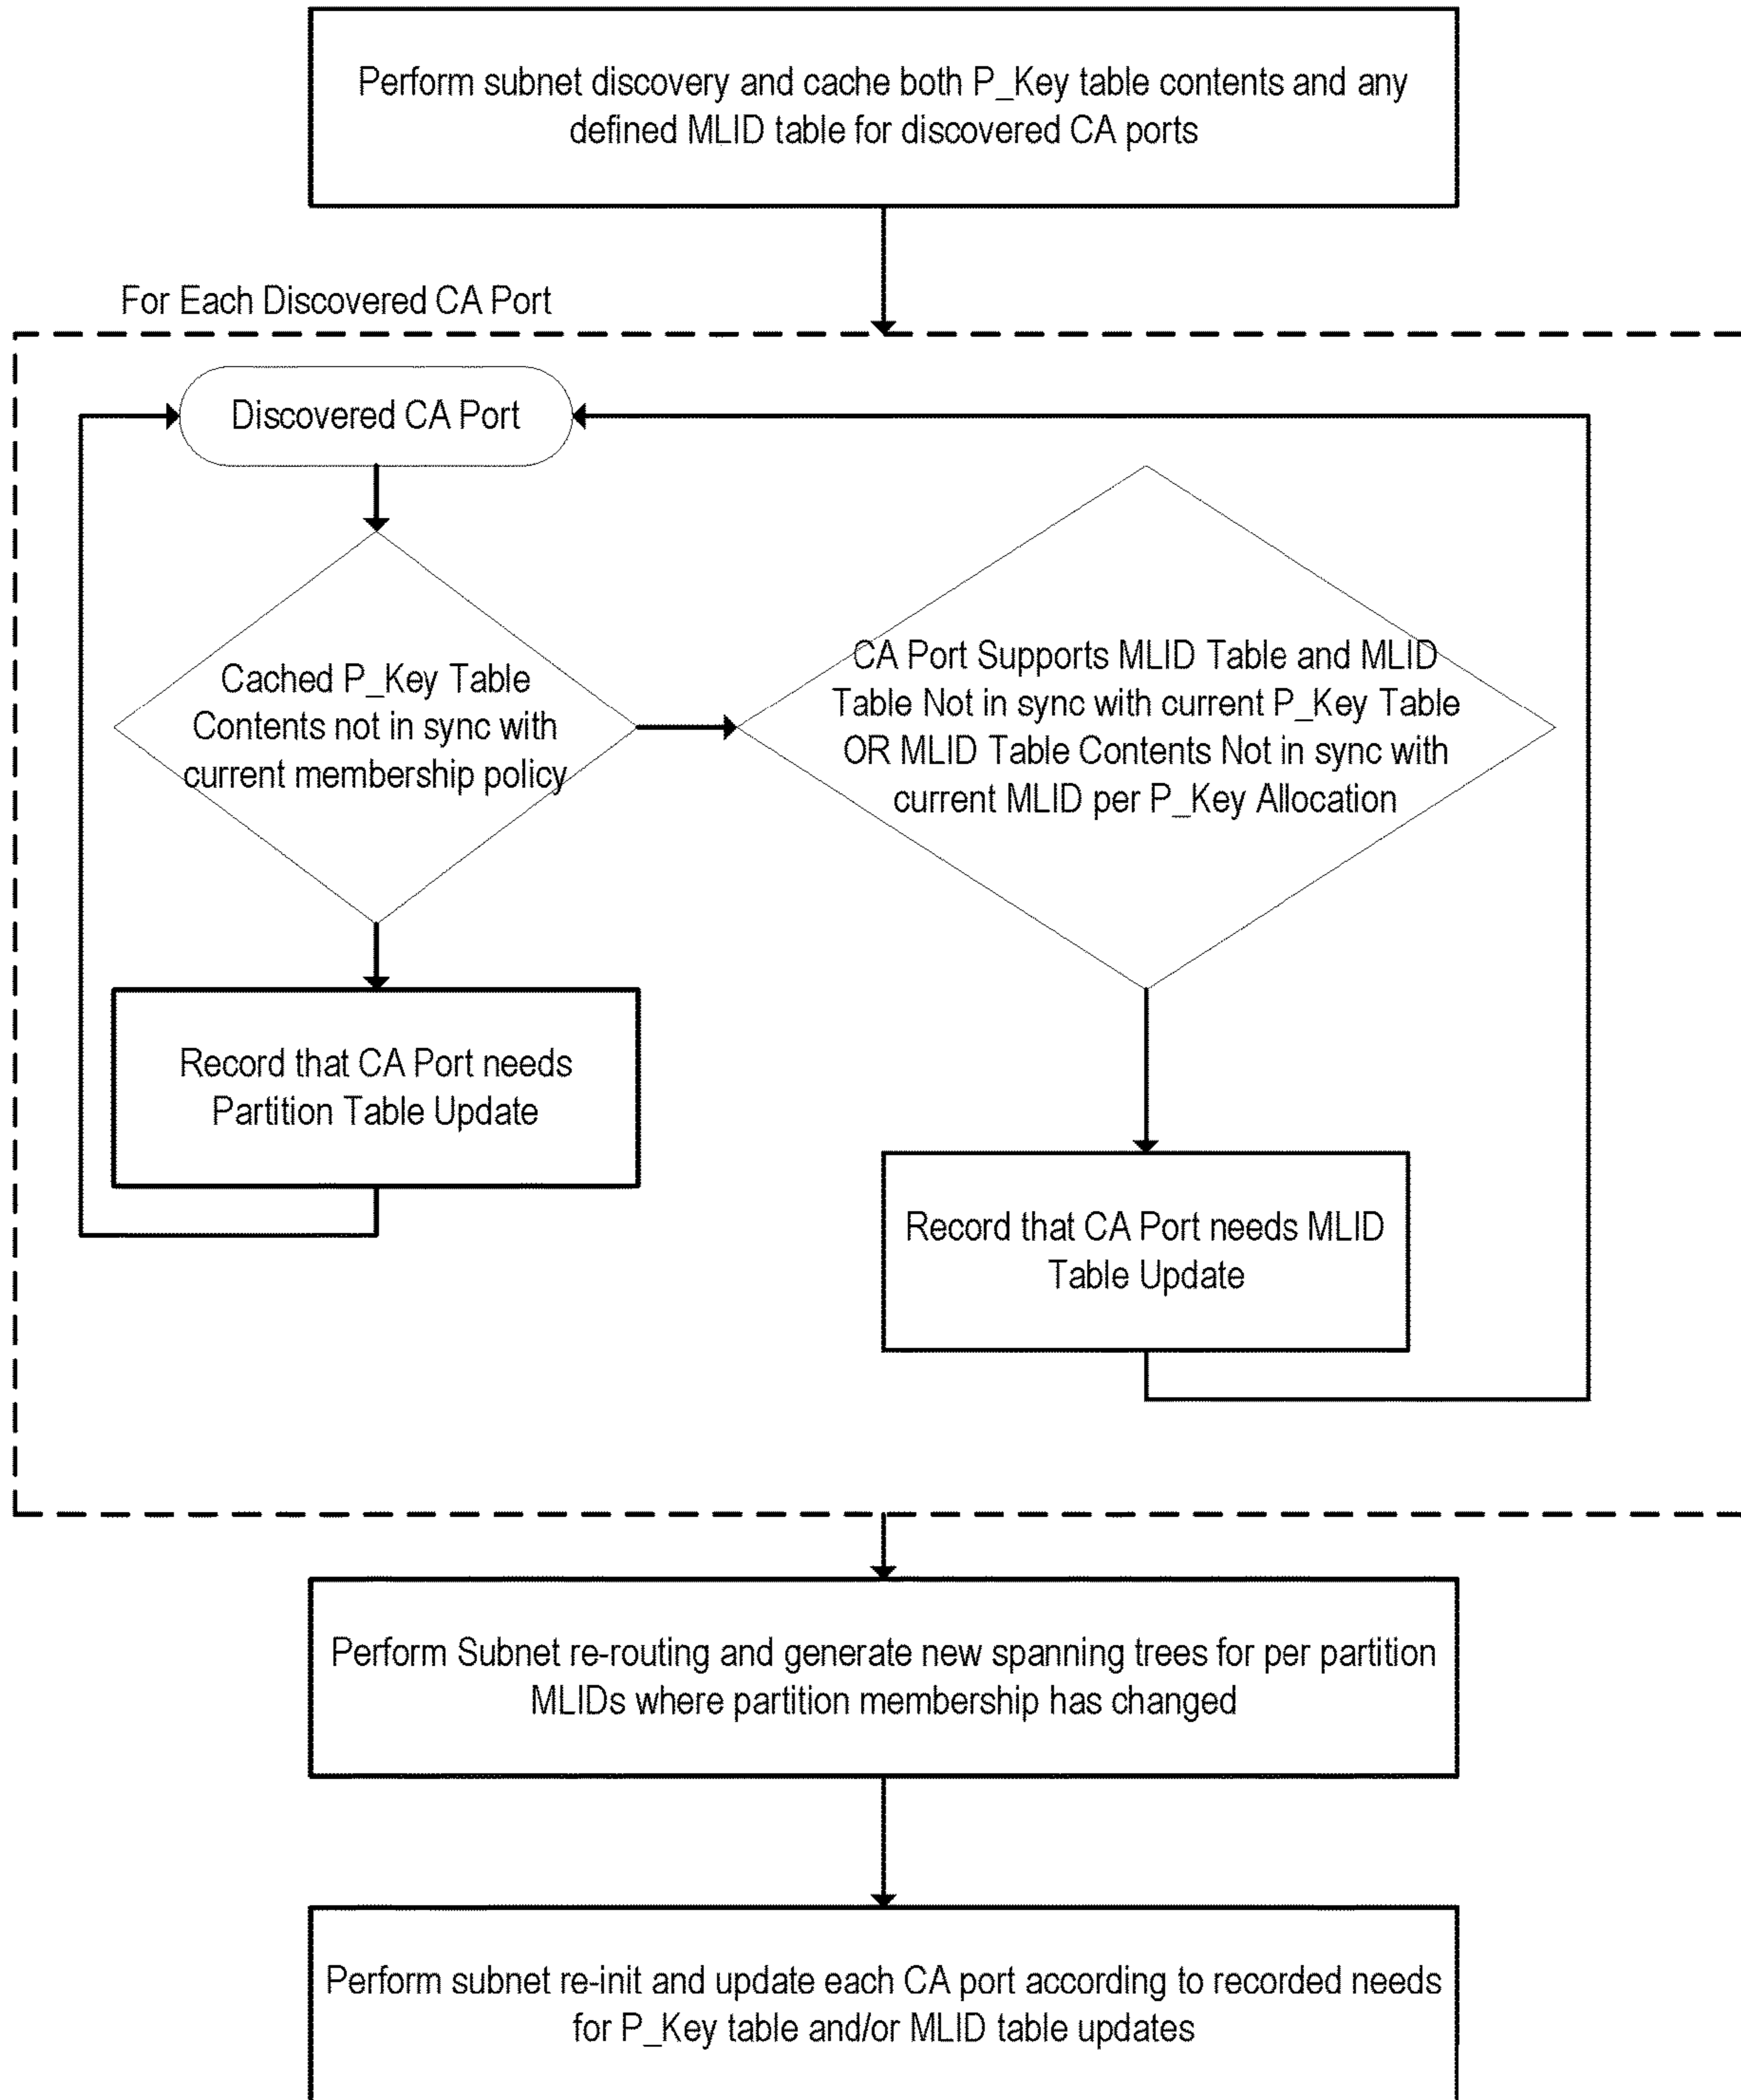 Perform subnet discovery and cache both P_Key table contents and any
defined MLID table for discovered CA ports
For Each Discovered CA Port
Discovered CA Port
Cached P_Key Table
Contents not in sync with
current membership policy
CA Port Supports MLID Table and MLID
Table Not in sync with current P_Key Table
OR MLID Table Contents Not in sync with
current MLID per P_Key Allocation
Record that CA Port needs
Partition Table Update
Record that CA Port needs MLID
Table Update
Perform Subnet re-routing and generate new spanning trees for per partition
MLIDs where partition membership has changed
Perform subnet re-init and update each CA port according to recorded needs
for P_Key table and/or MLID table updates